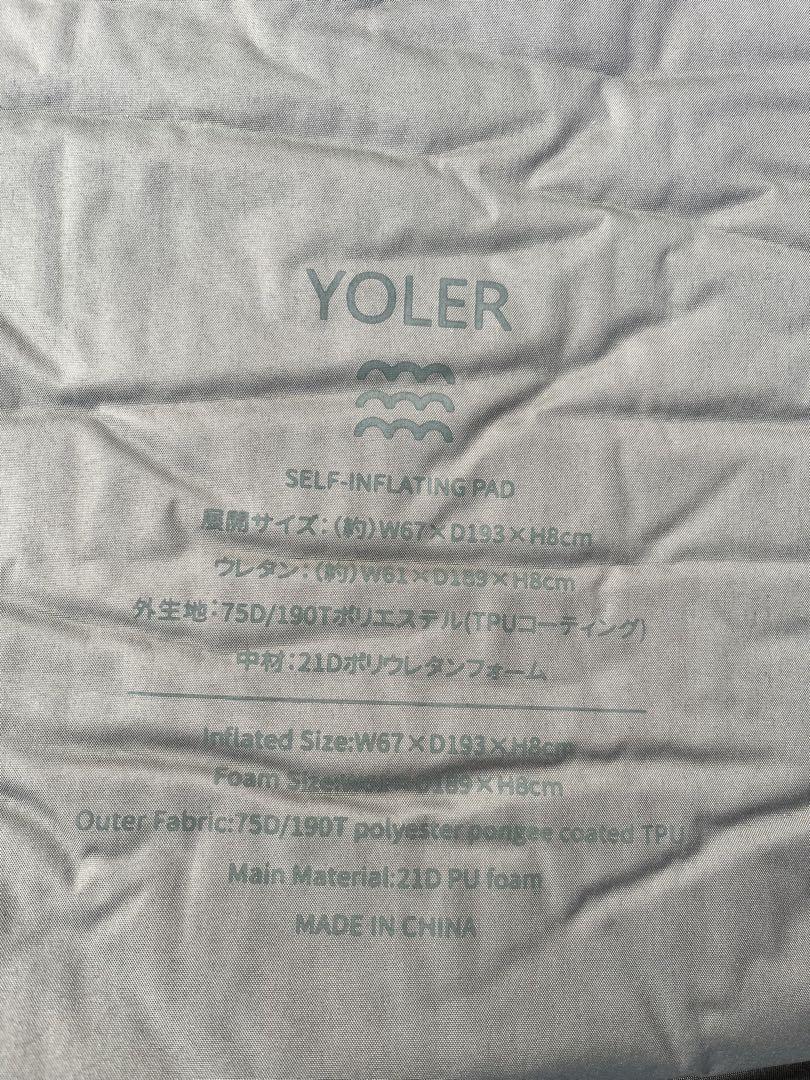 YOLER
SELF-INFLATING PAD
展開サイズ:(約)W67×D193×H8cm
ウレタン:(約)W61×D189×H8cm
外生地:75D/190Tポリエステル(TPUコーティング)
中材:21Dポリウレタンフォーム
Inflated Size:W67×D193×H8cm
Foam Size:W61×D189×H8cm
Outer Fabric:75D/190T polyester pongee coated TPU
Main Material:21D PU foam
MADE IN CHINA